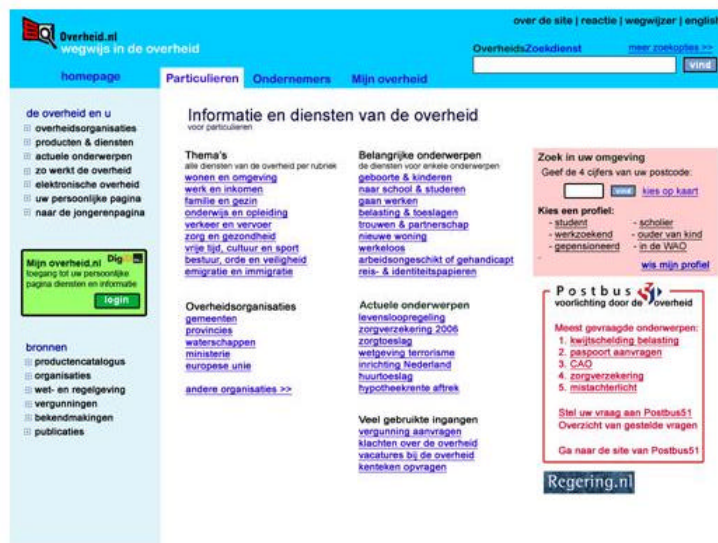 over de site | reactie | wegwijzer | english
Overheid.nl
wegwijs in de overheid
OverheidsZoekdienst
meer zoekopties >>
vind
homepage
Particulieren
Ondernemers
Mijn overheid
de overheid en u
overheidsorganisaties
producten & diensten
actuele onderwerpen
zo werkt de overheid
elektronische overheid
uw persoonlijke pagina
naar de jongerenpagina
Mijn overheid.nl
DigiD
toegang tot uw persoonlijke
pagina diensten en informatie
login
bronnen
productencatalogus
organisaties
wet- en regelgeving
vergunningen
bekendmakingen
publicaties
Informatie en diensten van de overheid
voor particulieren
Thema's
alle diensten van de overheid per rubriek
wonen en omgeving
werk en inkomen
familie en gezin
onderwijs en opleiding
verkeer en vervoer
zorg en gezondheid
vrije tijd, cultuur en sport
bestuur, orde en veiligheid
emigratie en immigratie
Overheidsorganisaties
gemeenten
provincies
waterschappen
ministerie
europese unie
andere organisaties >>
Belangrijke onderwerpen
de diensten voor enkele onderwerpen
geboorte & kinderen
naar school & studeren
gaan werken
belasting & toeslagen
trouwen & partnerschap
nieuwe woning
werkeloos
arbeidsongeschikt of gehandicapt
reis- & identiteitspapieren
Actuele onderwerpen
levensloopregeling
zorgverzekering 2006
zorgtoeslag
wetgeving terrorisme
inrichting Nederland
huurtoeslag
hypotheekrente aftrek
Veel gebruikte ingangen
vergunning aanvragen
klachten over de overheid
vacatures bij de overheid
kenteken opvragen
Zoek in uw omgeving
Geef de 4 cijfers van uw postcode:
vind
kies op kaart
Kies een profiel:
- student
- scholier
- werkzoekend
- ouder van kind
- gepensioneerd
- in de WAO
wis mijn profiel
Postbus 51
voorlichting door de overheid
Meest gevraagde onderwerpen:
1. kwijtschelding belasting
2. paspoort aanvragen
3. CAO
4. zorgverzekering
5. mistachterlicht
Stel uw vraag aan Postbus51
Overzicht van gestelde vragen
Ga naar de site van Postbus51
Regering.nl